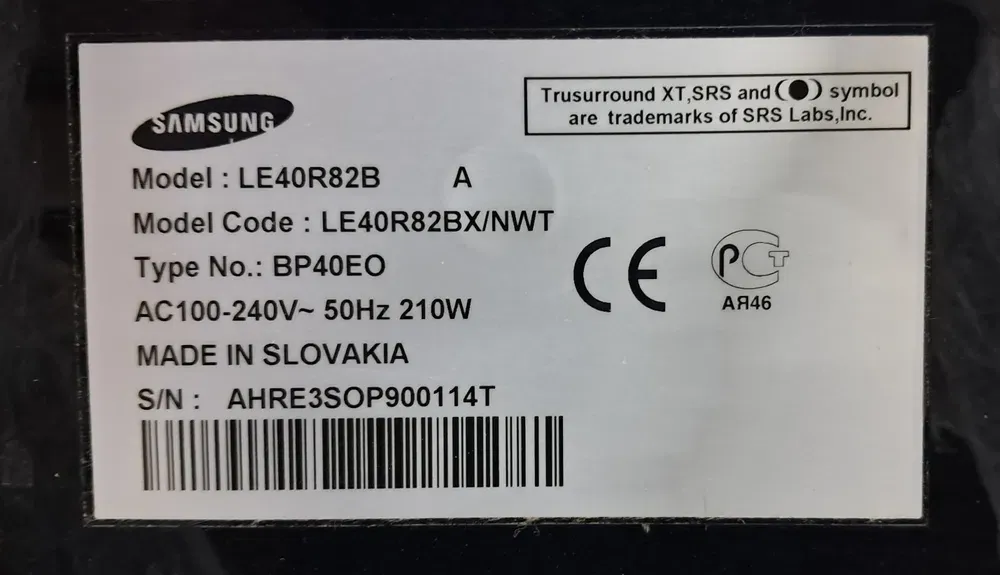 SAMSUNG
Trusurround XT,SRS and symbol
are trademarks of SRS Labs,Inc.
Model : LE40R82B A
Model Code : LE40R82BX/NWT
Type No.: BP40EO
AC100-240V~ 50Hz 210W
MADE IN SLOVAKIA
S/N : AHRE3SOP900114T
CE
РСТ
АЯ46